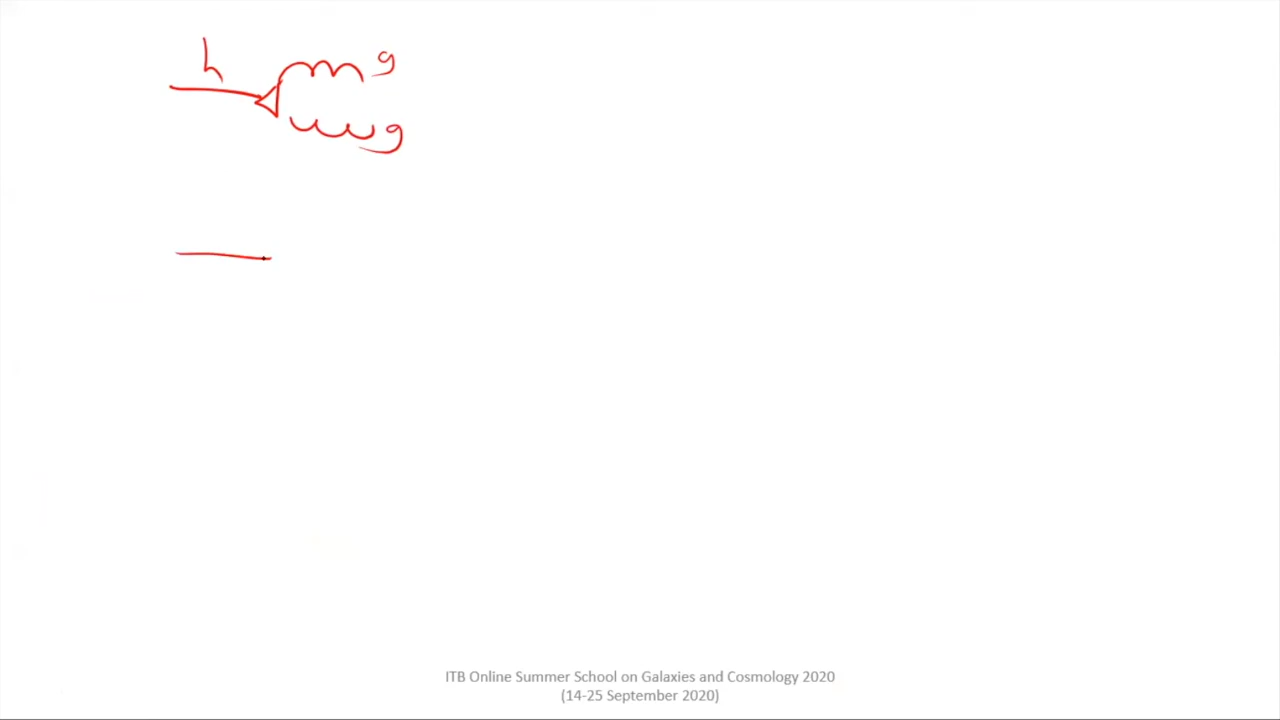 h g
g
ITB Online Summer School on Galaxies and Cosmology 2020
(14-25 September 2020)